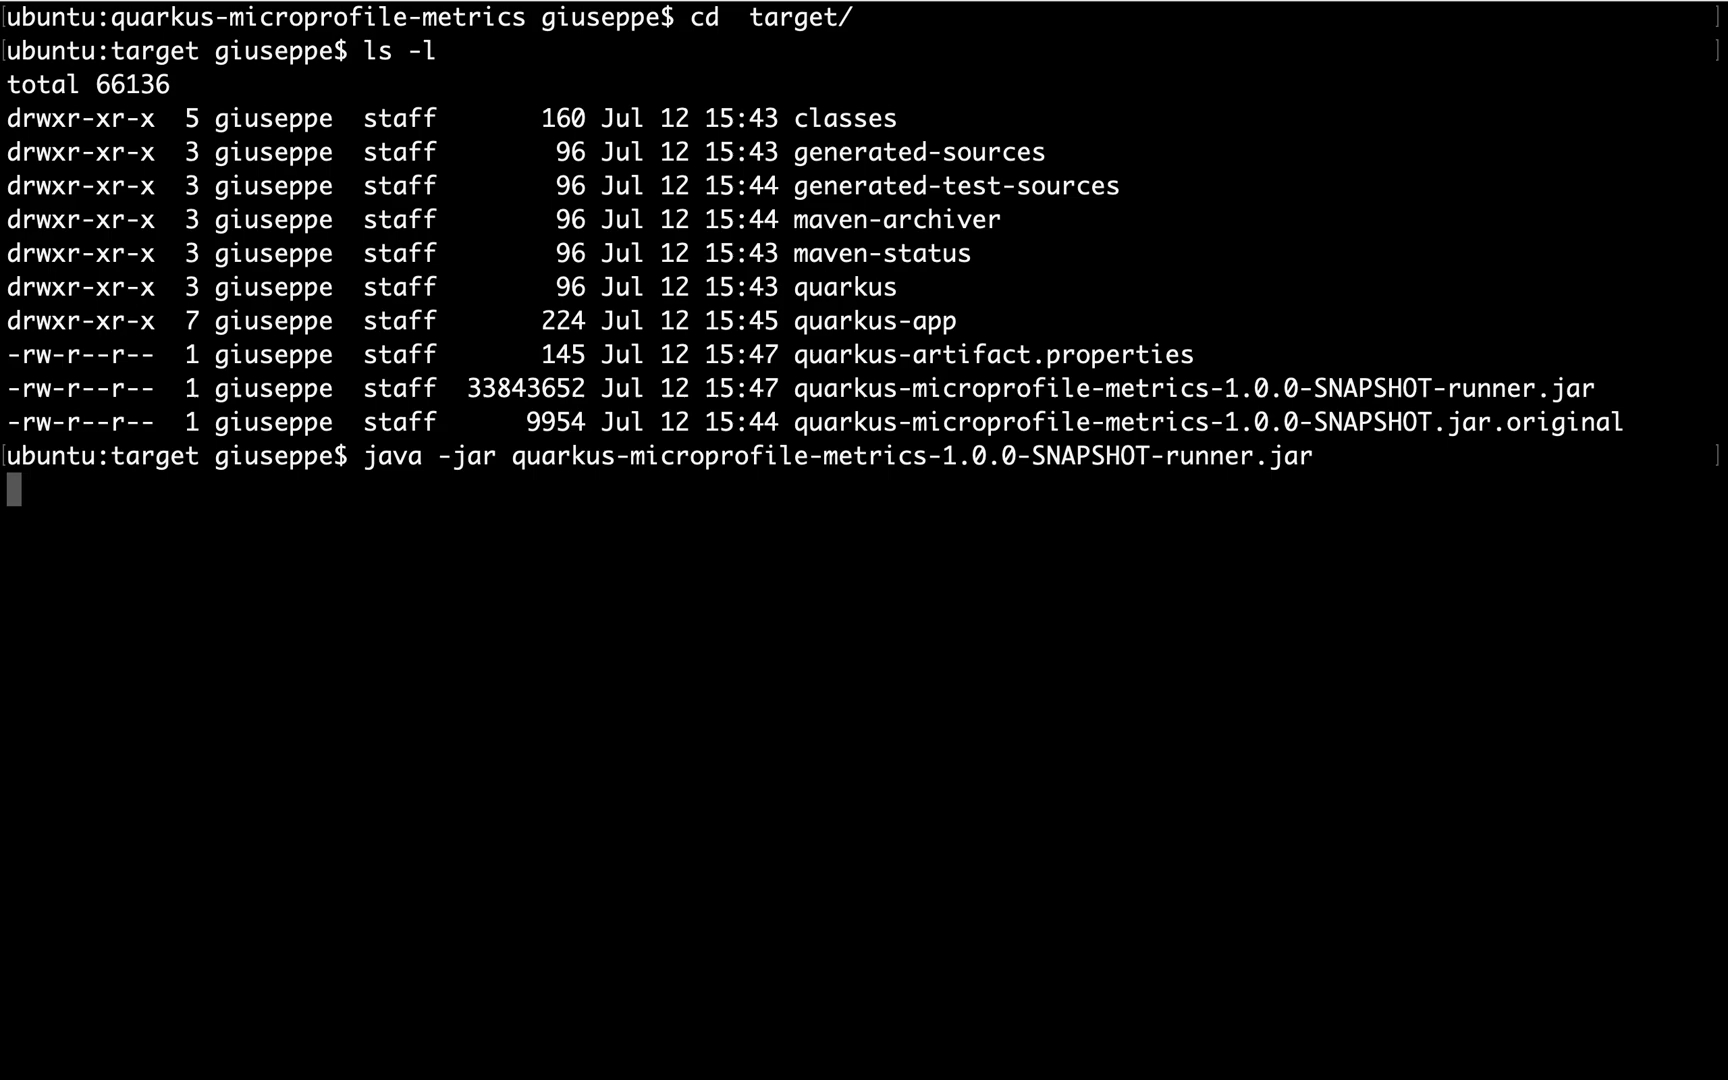 [ubuntu:quarkus-microprofile-metrics giuseppe$ cd  target/ ]
[ubuntu:target giuseppe$ ls -l ]
total 66136
drwxr-xr-x  5 giuseppe  staff       160 Jul 12 15:43 classes
drwxr-xr-x  3 giuseppe  staff        96 Jul 12 15:43 generated-sources
drwxr-xr-x  3 giuseppe  staff        96 Jul 12 15:44 generated-test-sources
drwxr-xr-x  3 giuseppe  staff        96 Jul 12 15:44 maven-archiver
drwxr-xr-x  3 giuseppe  staff        96 Jul 12 15:43 maven-status
drwxr-xr-x  3 giuseppe  staff        96 Jul 12 15:43 quarkus
drwxr-xr-x  7 giuseppe  staff       224 Jul 12 15:45 quarkus-app
-rw-r--r--  1 giuseppe  staff       145 Jul 12 15:47 quarkus-artifact.properties
-rw-r--r--  1 giuseppe  staff  33843652 Jul 12 15:47 quarkus-microprofile-metrics-1.0.0-SNAPSHOT-runner.jar
-rw-r--r--  1 giuseppe  staff      9954 Jul 12 15:44 quarkus-microprofile-metrics-1.0.0-SNAPSHOT.jar.original
[ubuntu:target giuseppe$ java -jar quarkus-microprofile-metrics-1.0.0-SNAPSHOT-runner.jar ]